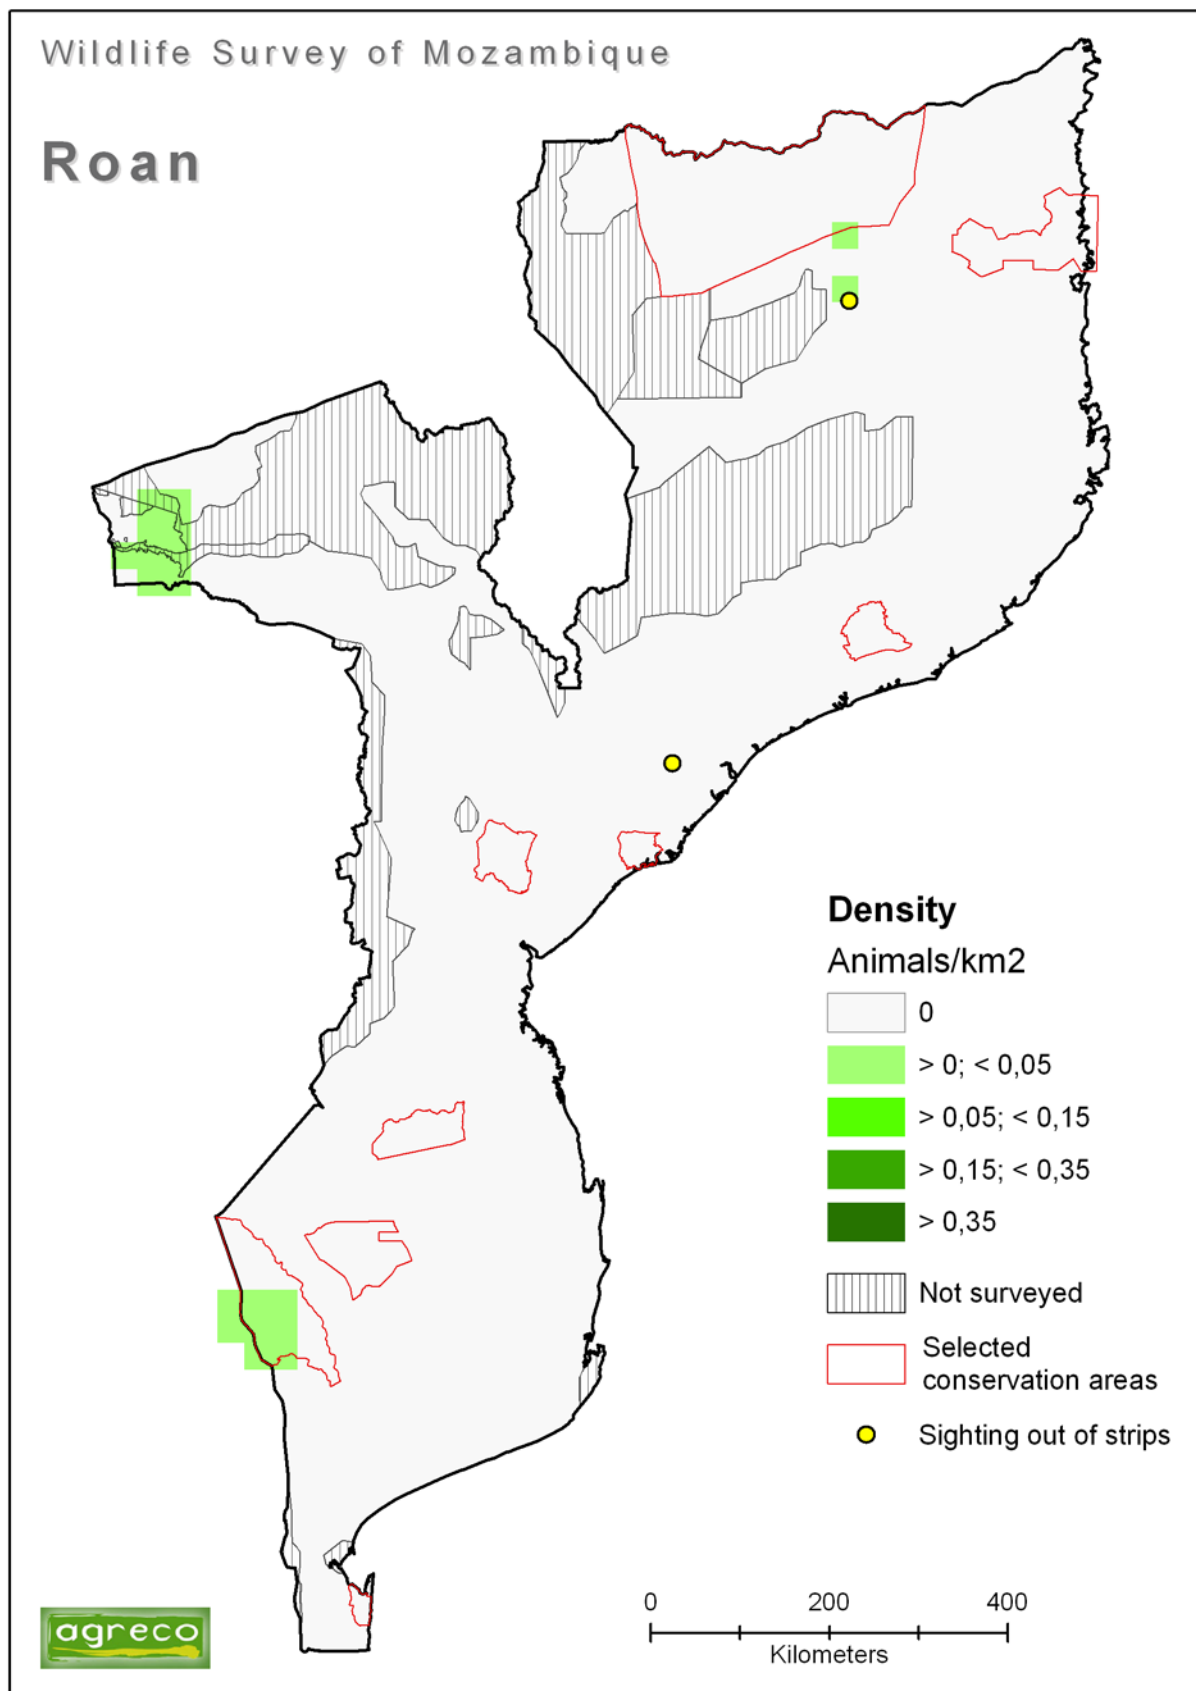 Wildlife Survey of Mozambique
Roan
Density
Animals/km2
0
> 0; < 0,05
> 0,05; < 0,15
> 0,15; < 0,35
> 0,35
Not surveyed
Selected
conservation areas
Sighting out of strips
0 200 400
Kilometers
agreco